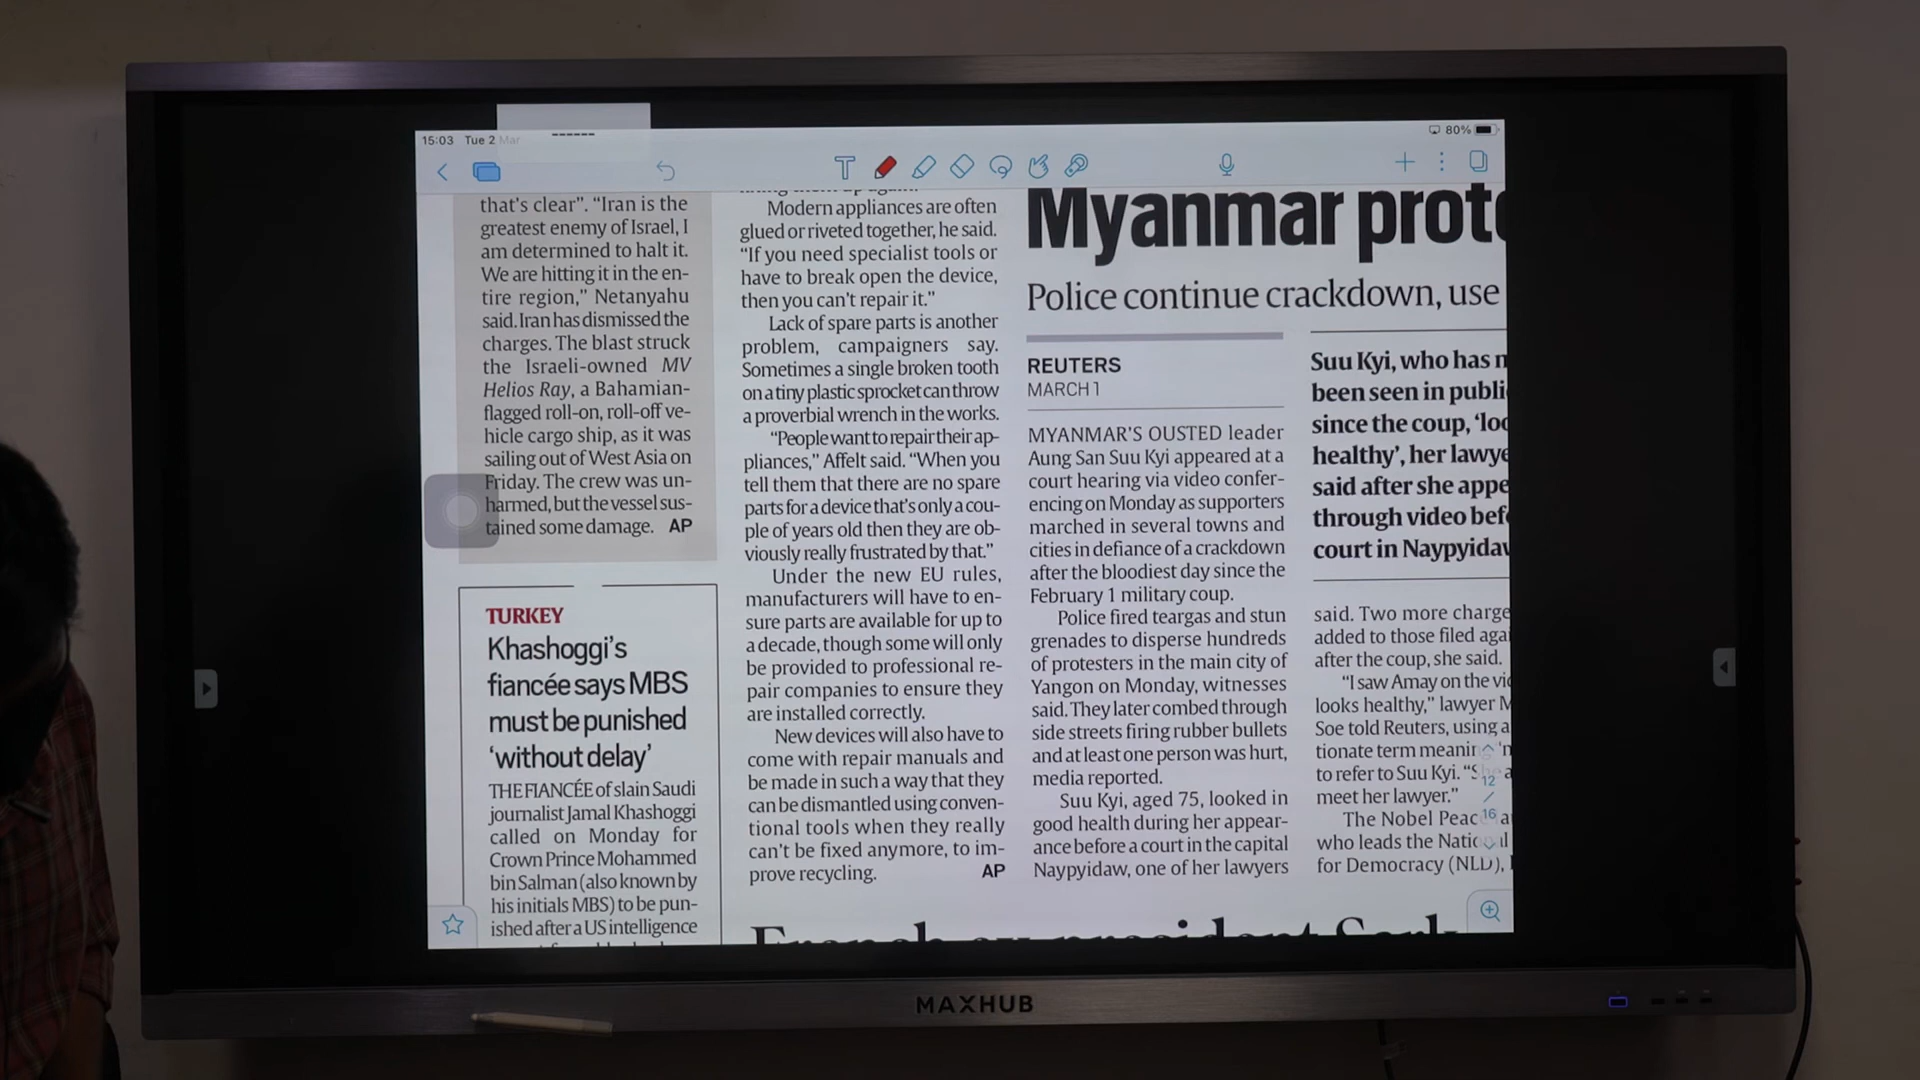 15:03 Tue 2 Mar
80%
that's clear”. “Iran is the
greatest enemy of Israel, I
am determined to halt it.
We are hitting it in the en-
tire region,” Netanyahu
said. Iran has dismissed the
charges. The blast struck
the Israeli-owned MV
Helios Ray, a Bahamian-
flagged roll-on, roll-off ve-
hicle cargo ship, as it was
sailing out of West Asia on
Friday. The crew was un-
harmed, but the vessel sus-
tained some damage. AP
TURKEY
Khashoggi's
fiancée says MBS
must be punished
‘without delay’
THE FIANCÉE of slain Saudi
journalist Jamal Khashoggi
called on Monday for
Crown Prince Mohammed
bin Salman (also known by
his initials MBS) to be pun-
ished after a US intelligence
Modern appliances are often
glued or riveted together, he said.
“If you need specialist tools or
have to break open the device,
then you can't repair it.”
Lack of spare parts is another
problem, campaigners say.
Sometimes a single broken tooth
on a tiny plastic sprocket can throw
a proverbial wrench in the works.
“People want to repair their ap-
pliances,” Affelt said. “When you
tell them that there are no spare
parts for a device that's only a cou-
ple of years old then they are ob-
viously really frustrated by that.”
Under the new EU rules,
manufacturers will have to en-
sure parts are available for up to
a decade, though some will only
be provided to professional re-
pair companies to ensure they
are installed correctly.
New devices will also have to
come with repair manuals and
be made in such a way that they
can be dismantled using conven-
tional tools when they really
can't be fixed anymore, to im-
prove recycling. AP
Myanmar prote
Police continue crackdown, use
REUTERS
MARCH 1
MYANMAR'S OUSTED leader
Aung San Suu Kyi appeared at a
court hearing via video confer-
encing on Monday as supporters
marched in several towns and
cities in defiance of a crackdown
after the bloodiest day since the
February 1 military coup.
Police fired teargas and stun
grenades to disperse hundreds
of protesters in the main city of
Yangon on Monday, witnesses
said. They later combed through
side streets firing rubber bullets
and at least one person was hurt,
media reported.
Suu Kyi, aged 75, looked in
good health during her appear-
ance before a court in the capital
Naypyidaw, one of her lawyers
Suu Kyi, who has n
been seen in publi
since the coup, ‘loo
healthy’, her lawye
said after she appe
through video bef
court in Naypyidaw
said. Two more charge
added to those filed agai
after the coup, she said.
“I saw Amay on the vid
looks healthy,” lawyer M
Soe told Reuters, using a
tionate term meanin
to refer to Suu Kyi.
meet her lawyer.”
The Nobel Peac
who leads the Natio
for Democracy (NLD),
12
/
16
French ex-president Sark
MAXHUB